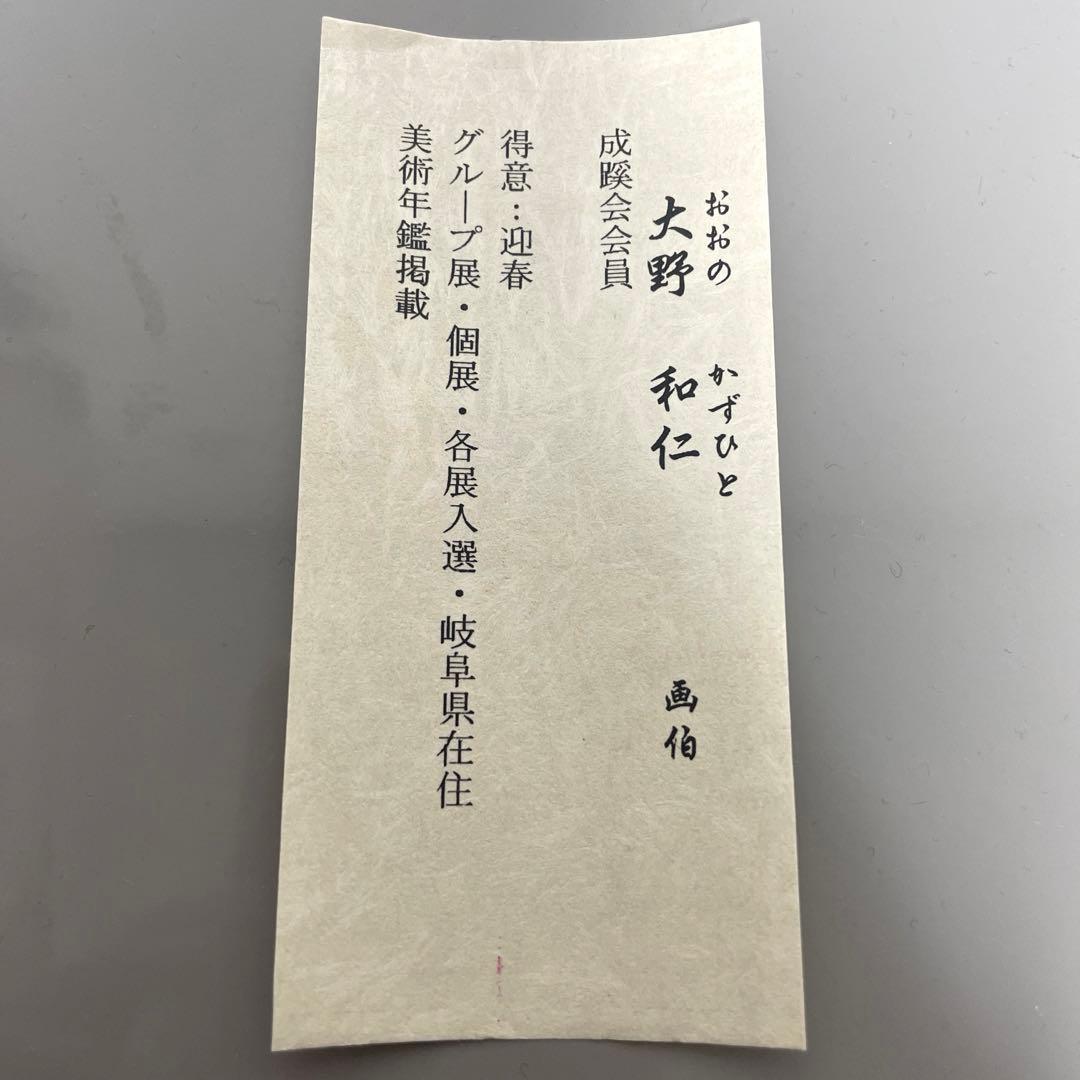 おおの かずひと
大野 和仁 画伯
成蹊会会員
得意：迎春
グループ展・個展・各展入選・岐阜県在住
美術年鑑掲載